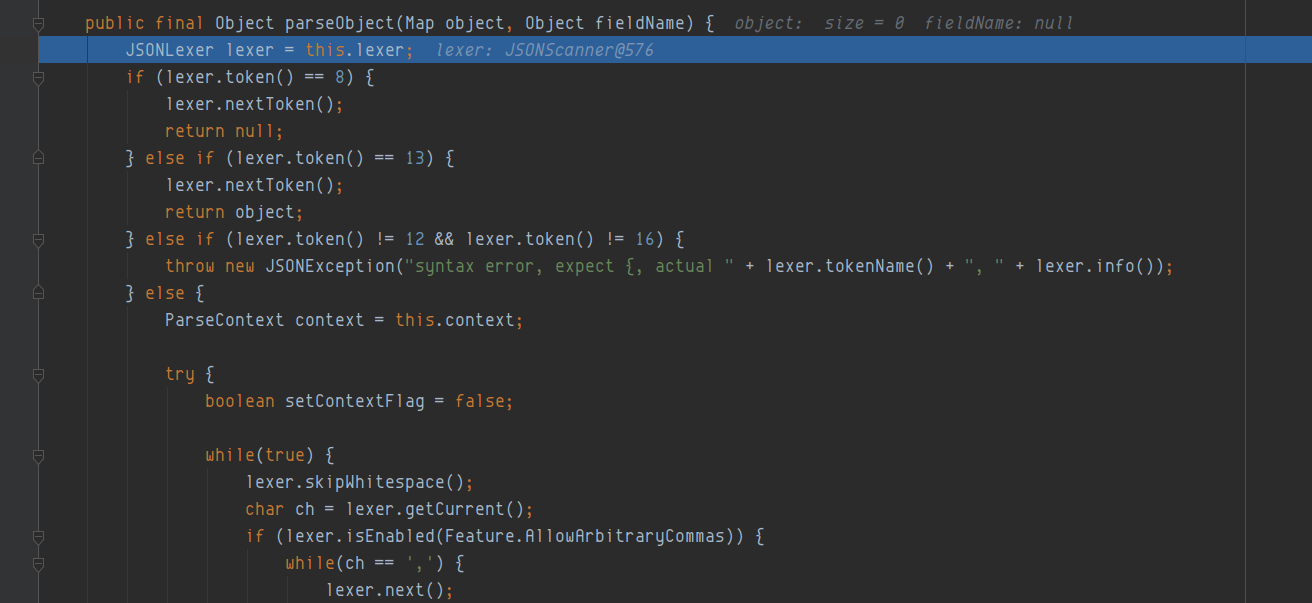 public final Object parseObject(Map object, Object fieldName) {  object:  size = 0  fieldName: null
JSONLexer lexer = this.lexer;  lexer: JSONScanner@576
if (lexer.token() == 8) {
lexer.nextToken();
return null;
} else if (lexer.token() == 13) {
lexer.nextToken();
return object;
} else if (lexer.token() != 12 && lexer.token() != 16) {
throw new JSONException("syntax error, expect {, actual " + lexer.tokenName() + ", " + lexer.info());
} else {
ParseContext context = this.context;
try {
boolean setContextFlag = false;
while(true) {
lexer.skipWhitespace();
char ch = lexer.getCurrent();
if (lexer.isEnabled(Feature.AllowArbitraryCommas)) {
while(ch == ',') {
lexer.next();